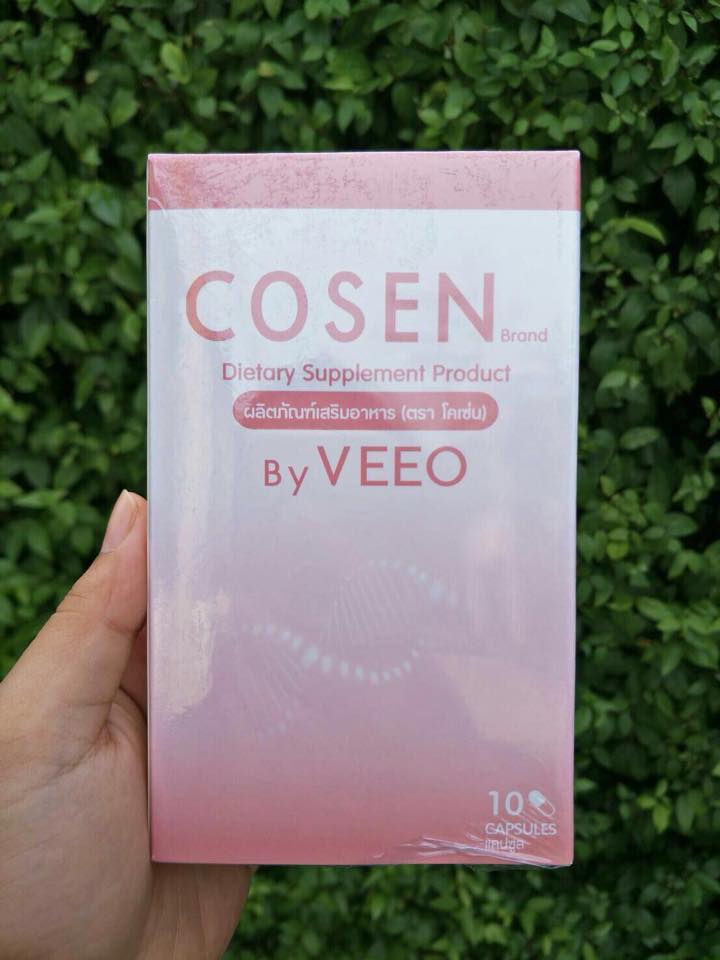 COSEN Brand
Dietary Supplement Product
ผลิตภัณฑ์เสริมอาหาร (ตรา โคเซ่น)
By VEEO
10
CAPSULES
แคปซูล